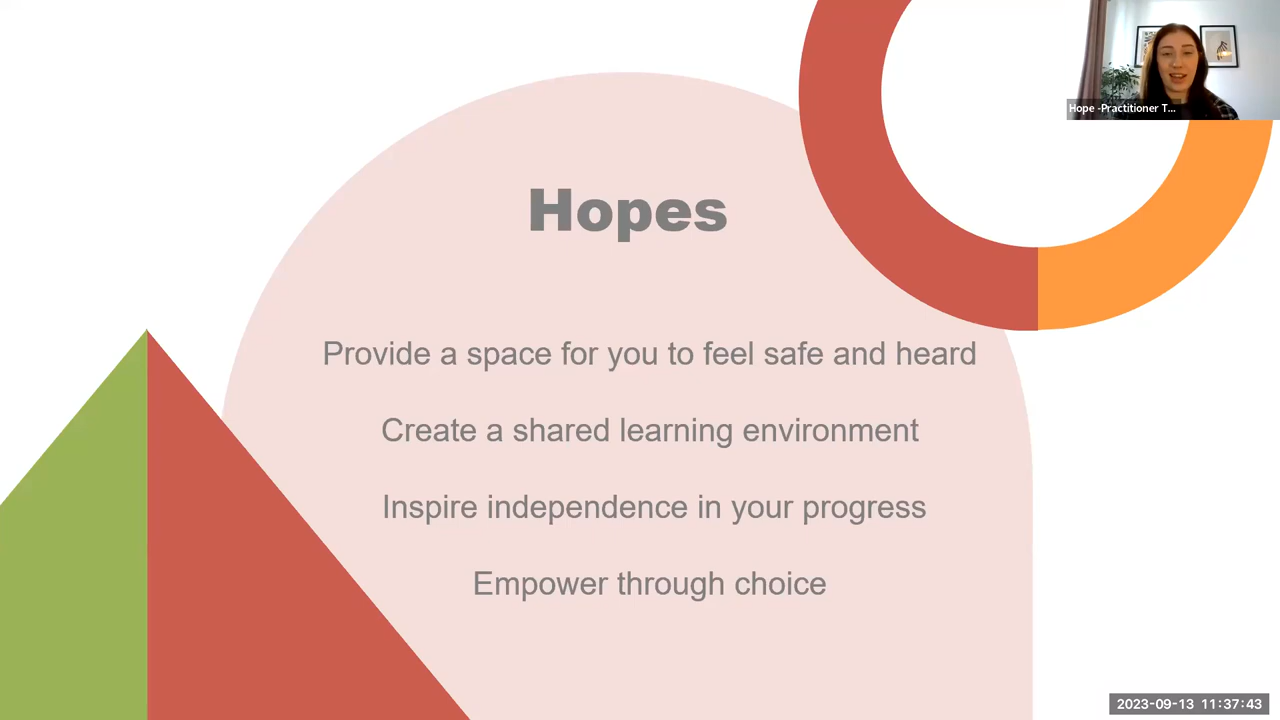 Hope -Practitioner T...
Hopes
Provide a space for you to feel safe and heard
Create a shared learning environment
Inspire independence in your progress
Empower through choice
2023-09-13 11:37:43